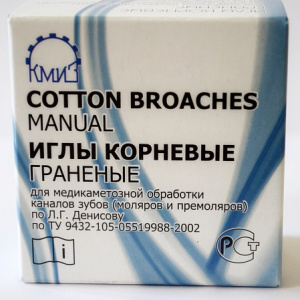 КМИЗ
COTTON BROACHES
MANUAL
ИГЛЫ КОРНЕВЫЕ
ГРАНЕНЫЕ
для медикаметозной обработки
каналов зубов (моляров и премоляров)
по Л.Г. Денисову
по ТУ 9432-105-05519988-2002
i
РСт